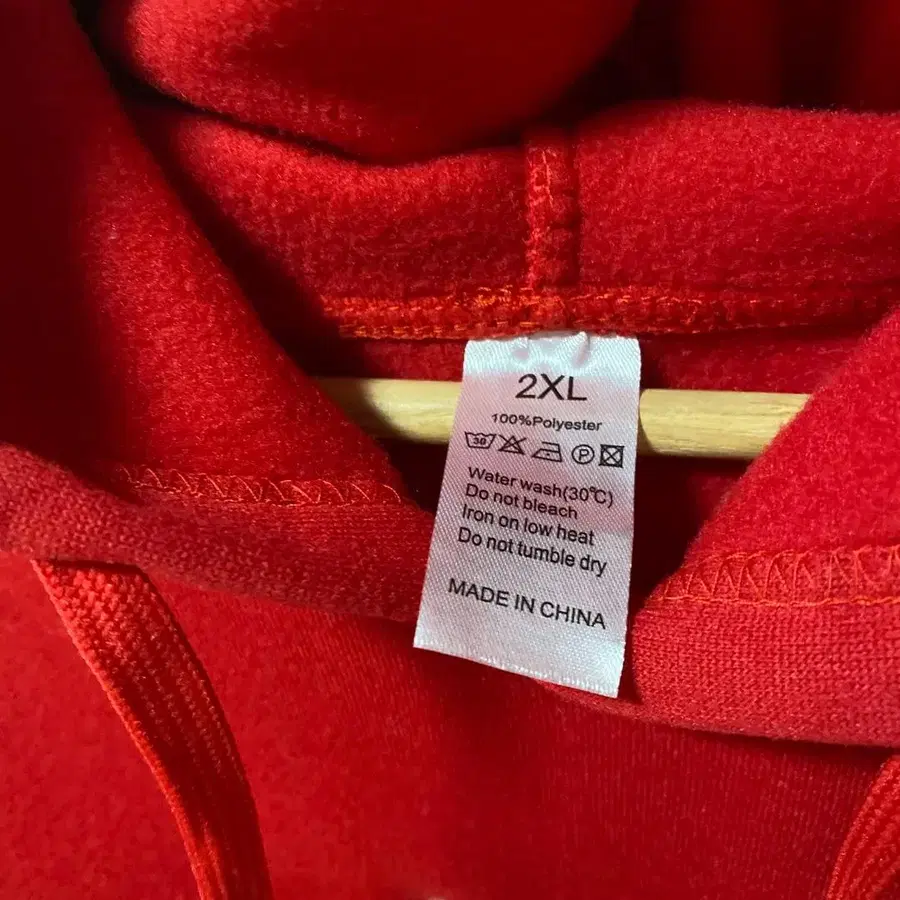 2XL
100%Polyester
30 P
Water wash(30℃)
Do not bleach
Iron on low heat
Do not tumble dry
MADE IN CHINA